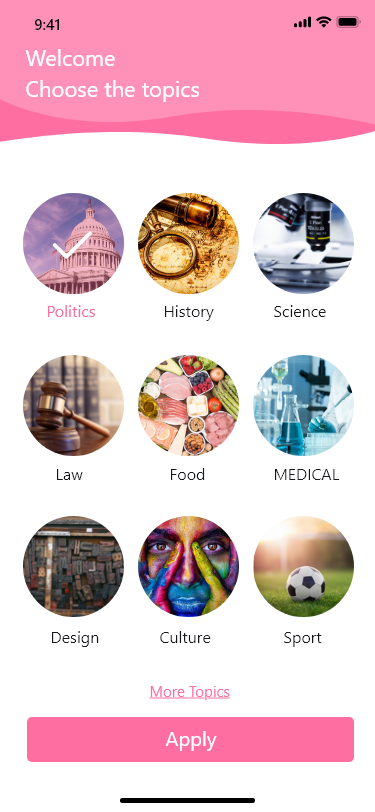 9:41
Welcome
Choose the topics
Politics
History
Science
Law
Food
MEDICAL
Design
Culture
Sport
More Topics
Apply